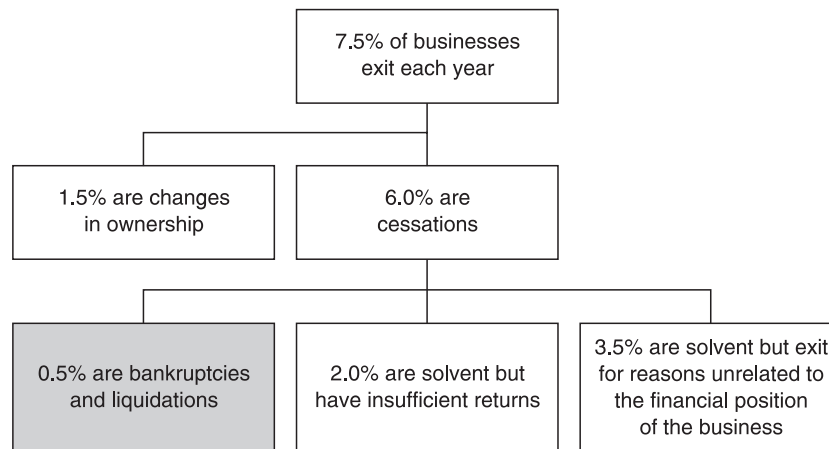 7.5% of businesses
exit each year
1.5% are changes
in ownership
6.0% are
cessations
0.5% are bankruptcies
and liquidations
2.0% are solvent but
have insufficient returns
3.5% are solvent but exit
for reasons unrelated to
the financial position
of the business